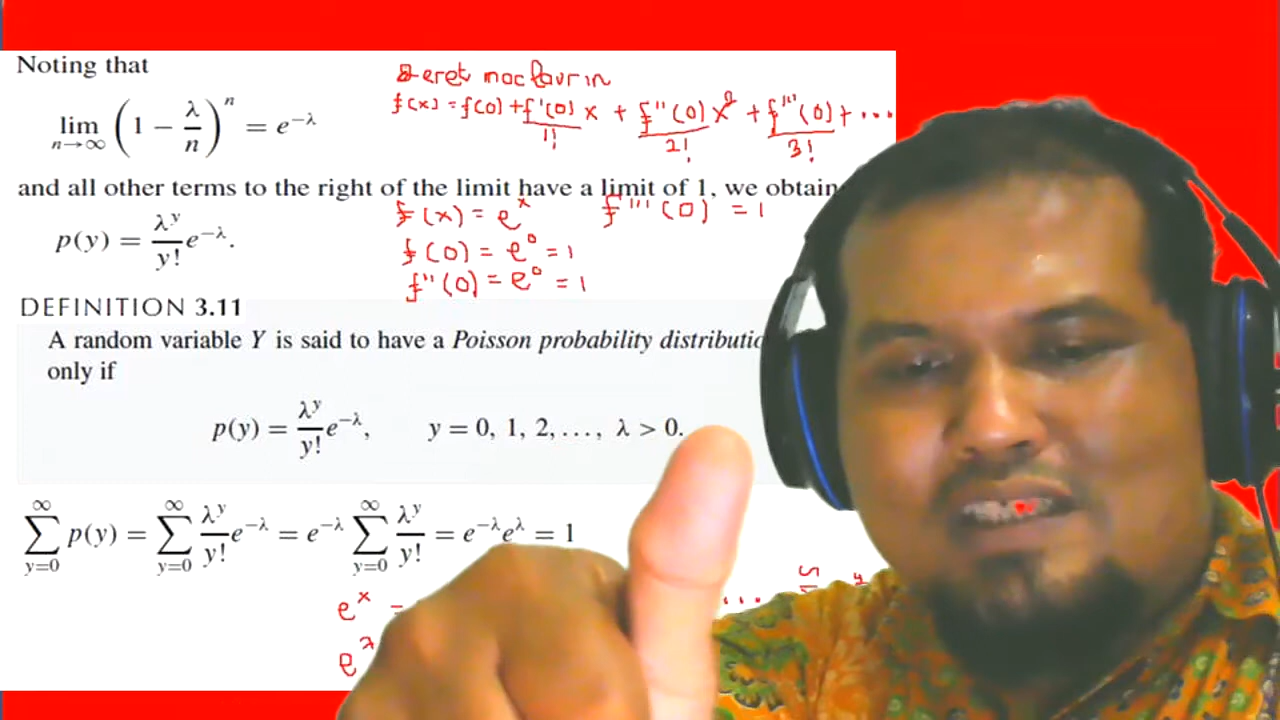 Noting that
lim n→∞ (1 − λ/n)ⁿ = e^−λ
Deret maclaurin
f(x) = f(0) + f'(0)/1! x + f''(0)/2! x² + f'''(0)/3! + ...
and all other terms to the right of the limit have a limit of 1, we obtain
p(y) = λ^y/y! e^−λ.
f(x) = e^x
f'''(0) = 1
f(0) = e^0 = 1
f''(0) = e^0 = 1
DEFINITION 3.11
A random variable Y is said to have a Poisson probability
only if
p(y) = λ^y/y! e^−λ, y = 0, 1, 2, . . . , λ > 0.
∞∑y=0 p(y) = ∞∑y=0 λ^y/y! e^−λ = e^−λ ∞∑y=0 λ^y/y! = e^−λ e^λ = 1
e^x
...
e^λ